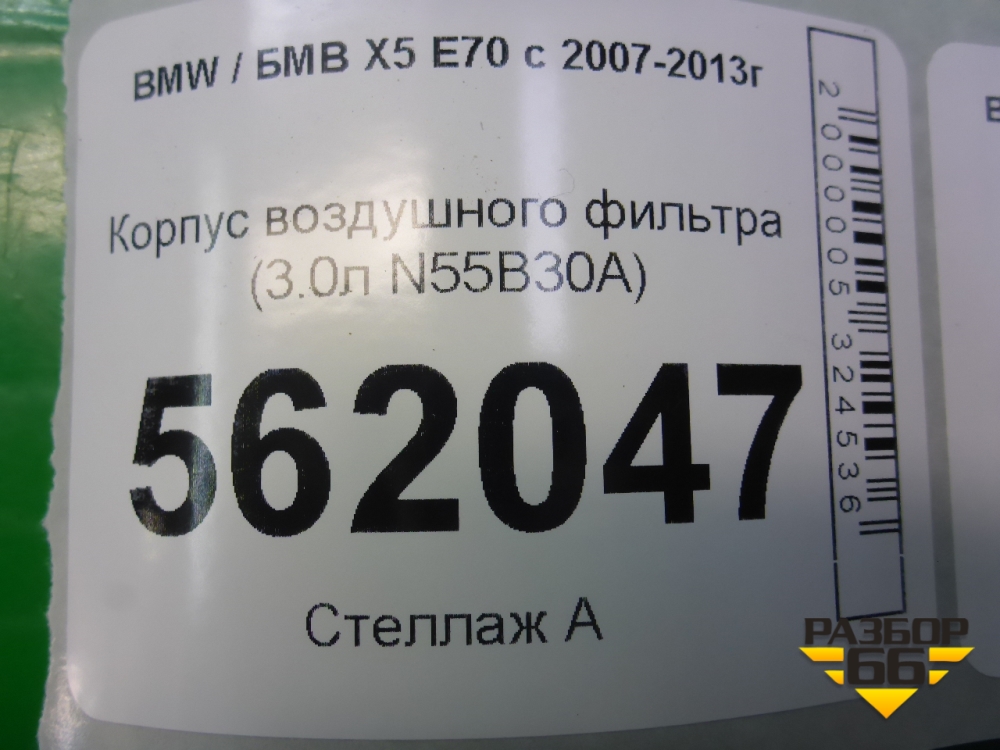 BMW / БМВ X5 E70 с 2007-2013г
Корпус воздушного фильтра
(3.0л N55B30A)
562047
Стеллаж А
2000005324536
РАЗБОР
66